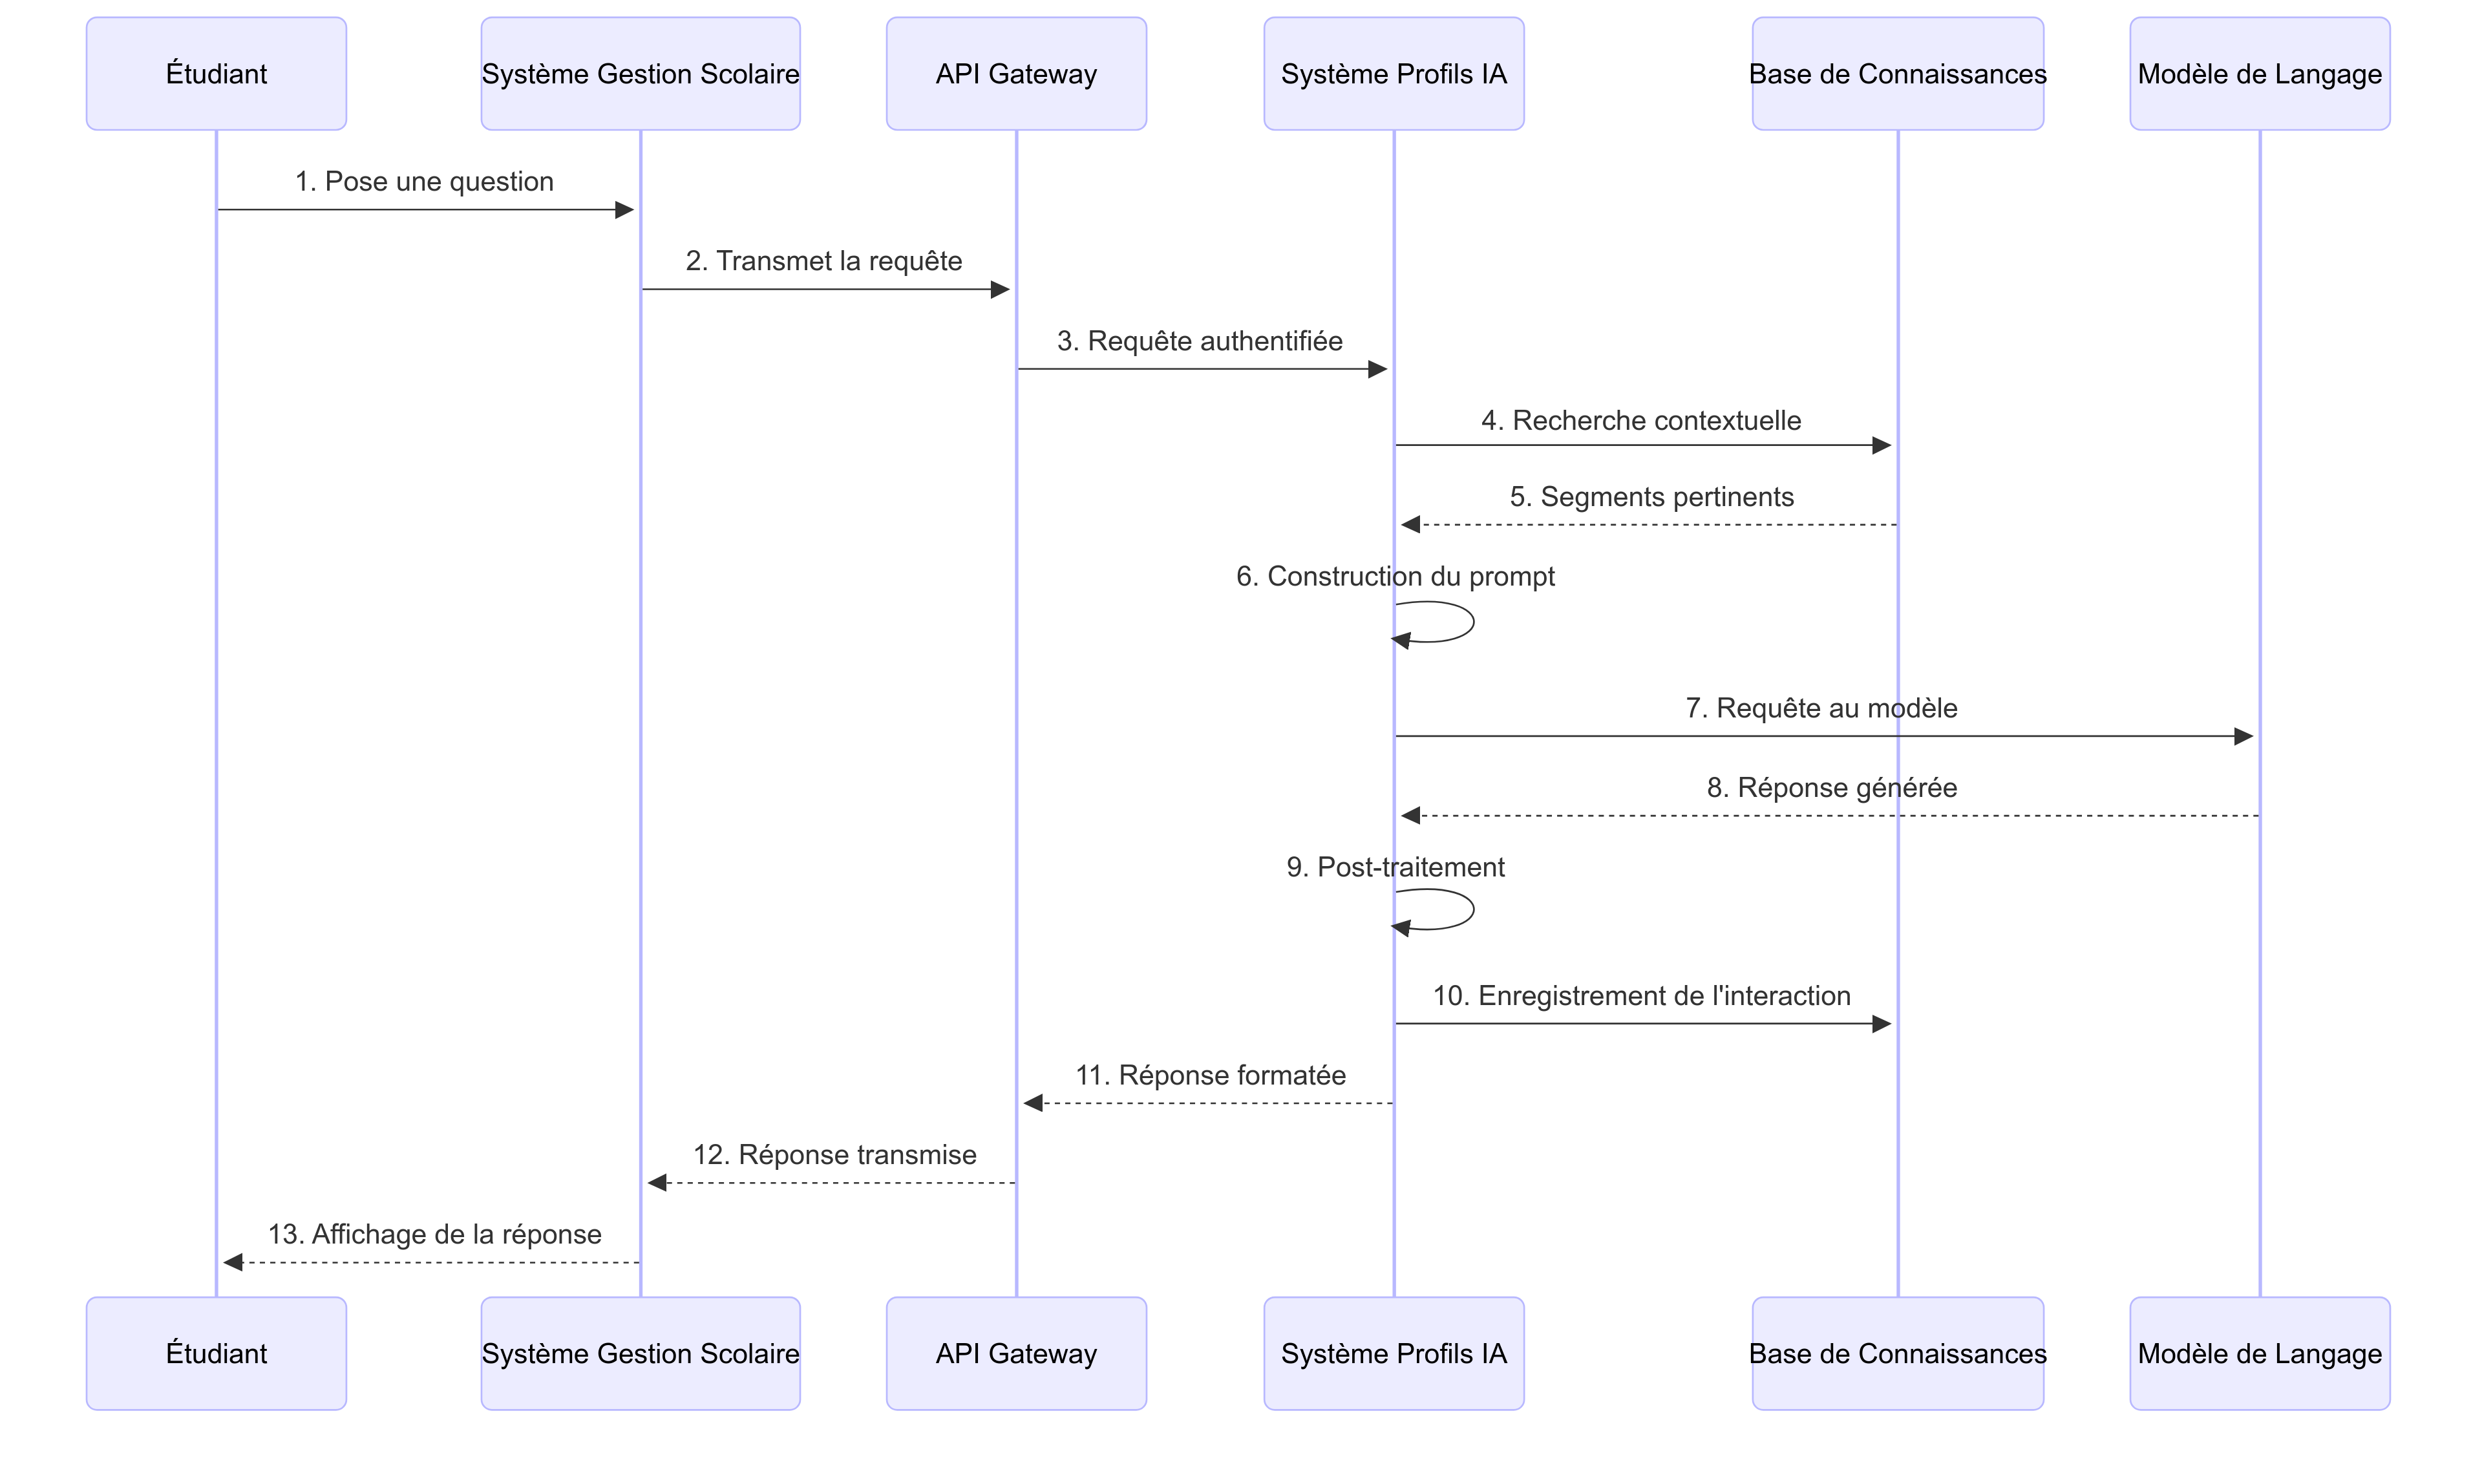 Étudiant
Système Gestion Scolaire
API Gateway
Système Profils IA
Base de Connaissances
Modèle de Langage
1. Pose une question
2. Transmet la requête
3. Requête authentifiée
4. Recherche contextuelle
5. Segments pertinents
6. Construction du prompt
7. Requête au modèle
8. Réponse générée
9. Post-traitement
10. Enregistrement de l'interaction
11. Réponse formatée
12. Réponse transmise
13. Affichage de la réponse
Étudiant
Système Gestion Scolaire
API Gateway
Système Profils IA
Base de Connaissances
Modèle de Langage